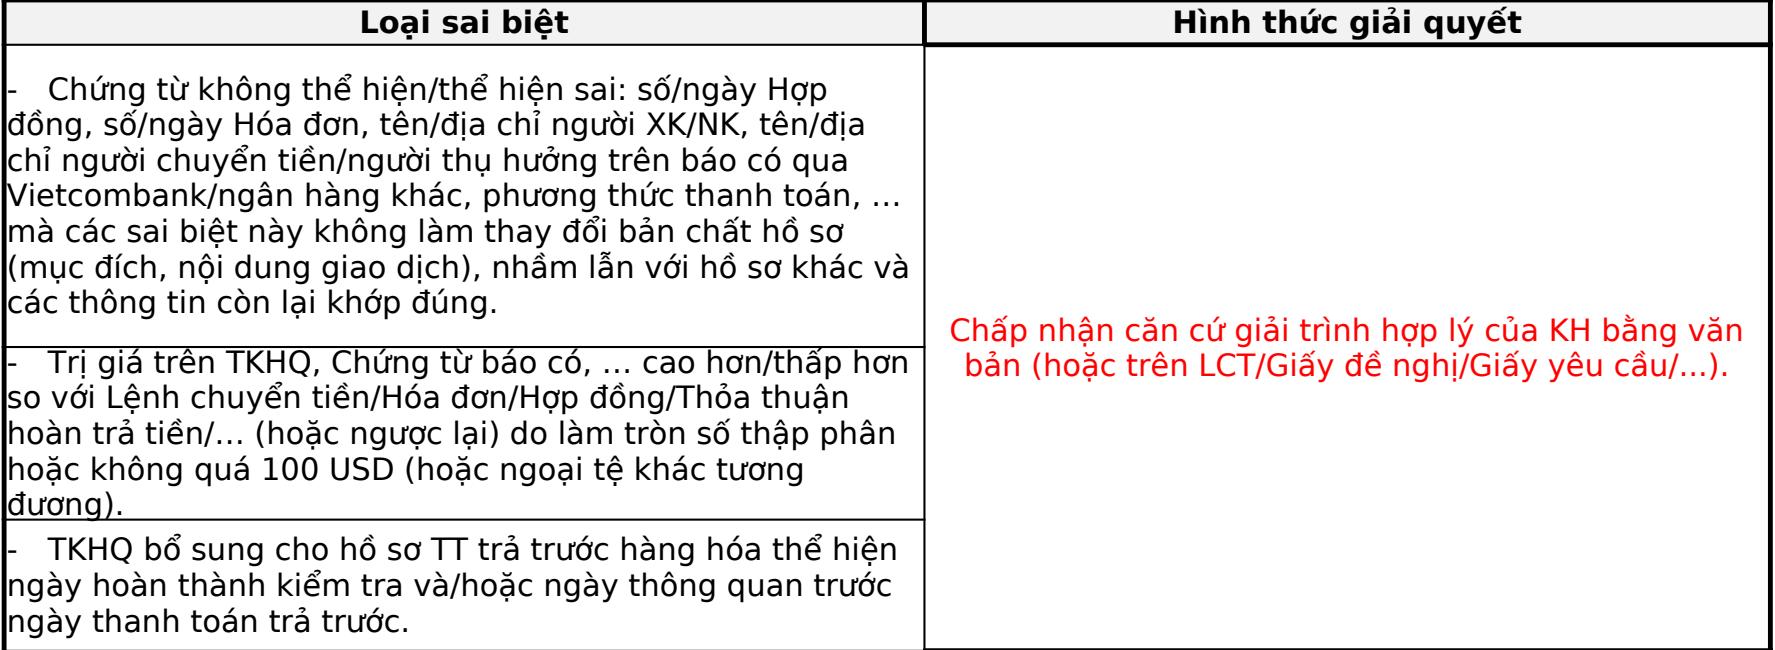 Loại sai biệt
Hình thức giải quyết
- Chứng từ không thể hiện/thể hiện sai: số/ngày Hợp
đồng, số/ngày Hóa đơn, tên/địa chỉ người XK/NK, tên/địa
chỉ người chuyển tiền/người thụ hưởng trên báo có qua
Vietcombank/ngân hàng khác, phương thức thanh toán, ...
mà các sai biệt này không làm thay đổi bản chất hồ sơ
(mục đích, nội dung giao dịch), nhầm lẫn với hồ sơ khác và
các thông tin còn lại khớp đúng.
- Trị giá trên TKHQ, Chứng từ báo có, ... cao hơn/thấp hơn
so với Lệnh chuyển tiền/Hóa đơn/Hợp đồng/Thỏa thuận
hoàn trả tiền/... (hoặc ngược lại) do làm tròn số thập phân
hoặc không quá 100 USD (hoặc ngoại tệ khác tương
đương).
- TKHQ bổ sung cho hồ sơ TT trả trước hàng hóa thể hiện
ngày hoàn thành kiểm tra và/hoặc ngày thông quan trước
ngày thanh toán trả trước.
Chấp nhận căn cứ giải trình hợp lý của KH bằng văn
bản (hoặc trên LCT/Giấy đề nghị/Giấy yêu cầu/...).